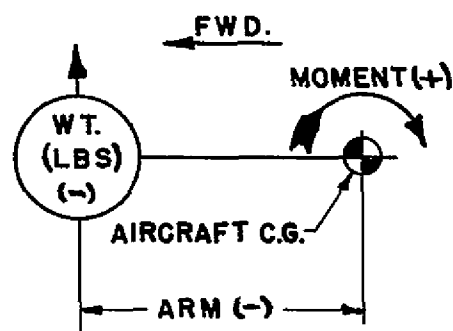 FWD.
MOMENT(+)
WT.
(LBS)
(-)
AIRCRAFT C.G.
ARM (-)